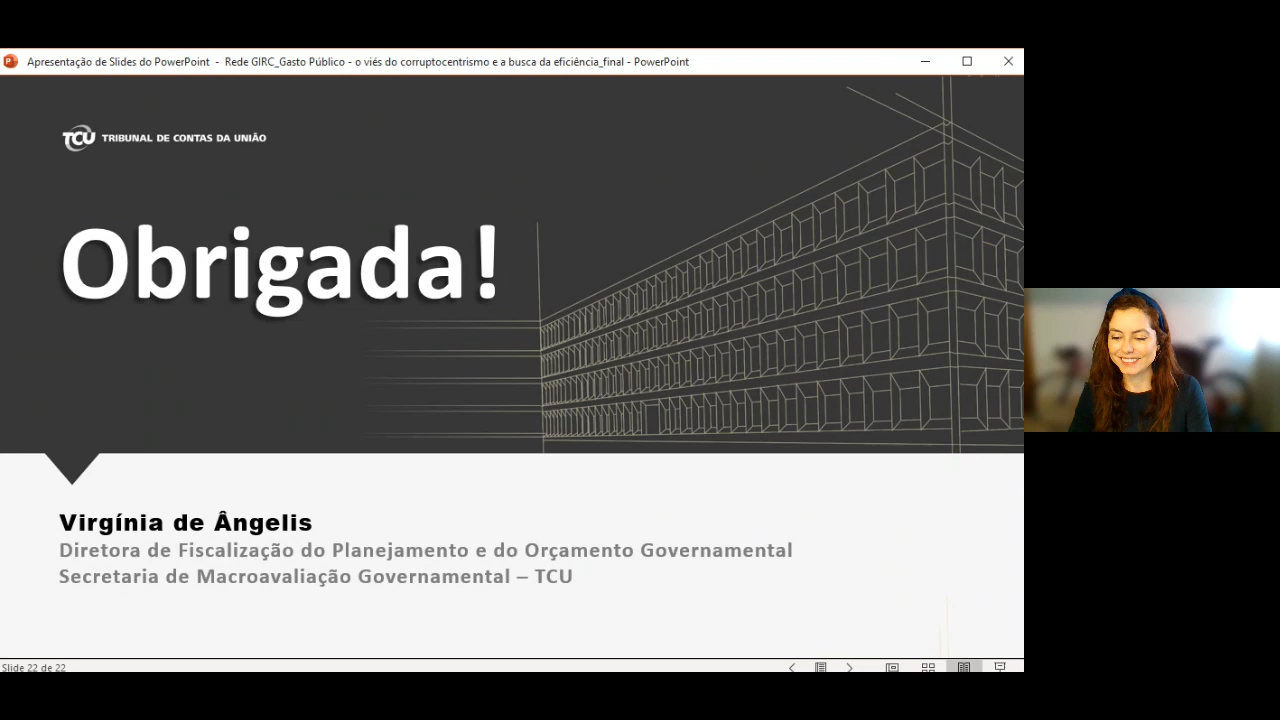 Apresentação de Slides do PowerPoint - Rede GIRC_Gasto Público - o viés do corruptocentrismo e a busca da eficiência_final - PowerPoint
TCU TRIBUNAL DE CONTAS DA UNIÃO
Obrigada!
Virgínia de Ângelis
Diretora de Fiscalização do Planejamento e do Orçamento Governamental
Secretaria de Macroavaliação Governamental – TCU
Slide 22 de 22